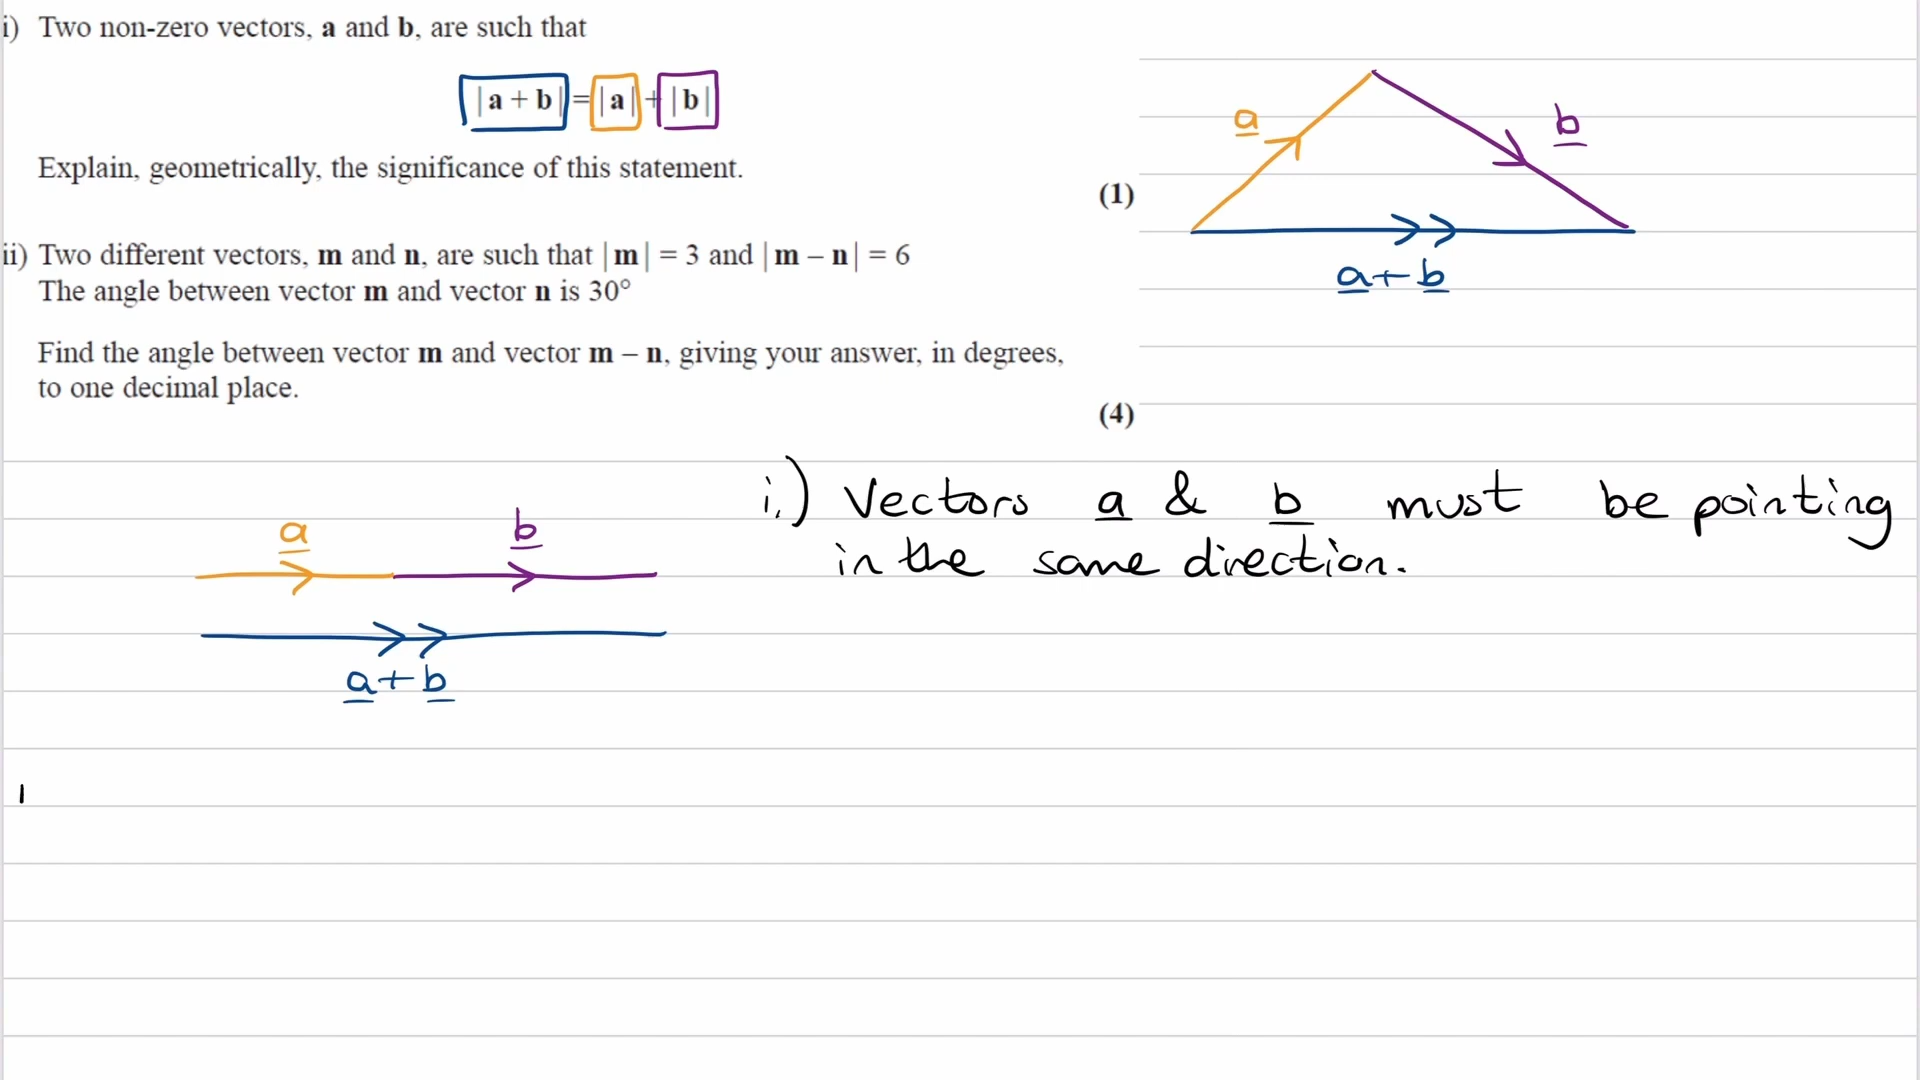 i) Two non-zero vectors, a and b, are such that
|a + b| = |a| + |b|
Explain, geometrically, the significance of this statement.
(1)
ii) Two different vectors, m and n, are such that |m| = 3 and |m − n| = 6
The angle between vector m and vector n is 30°
Find the angle between vector m and vector m − n, giving your answer, in degrees,
to one decimal place.
(4)
a
b
a+b
a
b
a+b
i.) Vectors a & b must be pointing
in the same direction.